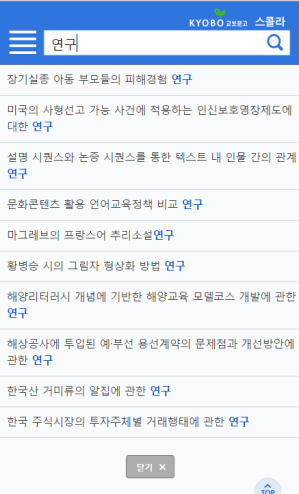 KYOBO 교보문고 스콜라
연구
장기실종 아동 부모들의 피해경험 연구
미국의 사형선고 가능 사건에 적용하는 인신보호영장제도에
대한 연구
설명 시퀀스와 논증 시퀀스를 통한 텍스트 내 인물 간의 관계
연구
문화콘텐츠 활용 언어교육정책 비교 연구
마그레브의 프랑스어 추리소설연구
황병승 시의 그림자 형상화 방법 연구
해양리터러시 개념에 기반한 해양교육 모델코스 개발에 관한
연구
해상공사에 투입된 예·부선 용선계약의 문제점과 개선방안에
관한 연구
한국산 거미류의 알집에 관한 연구
한국 주식시장의 투자주체별 거래행태에 관한 연구
닫기 ×
TOP